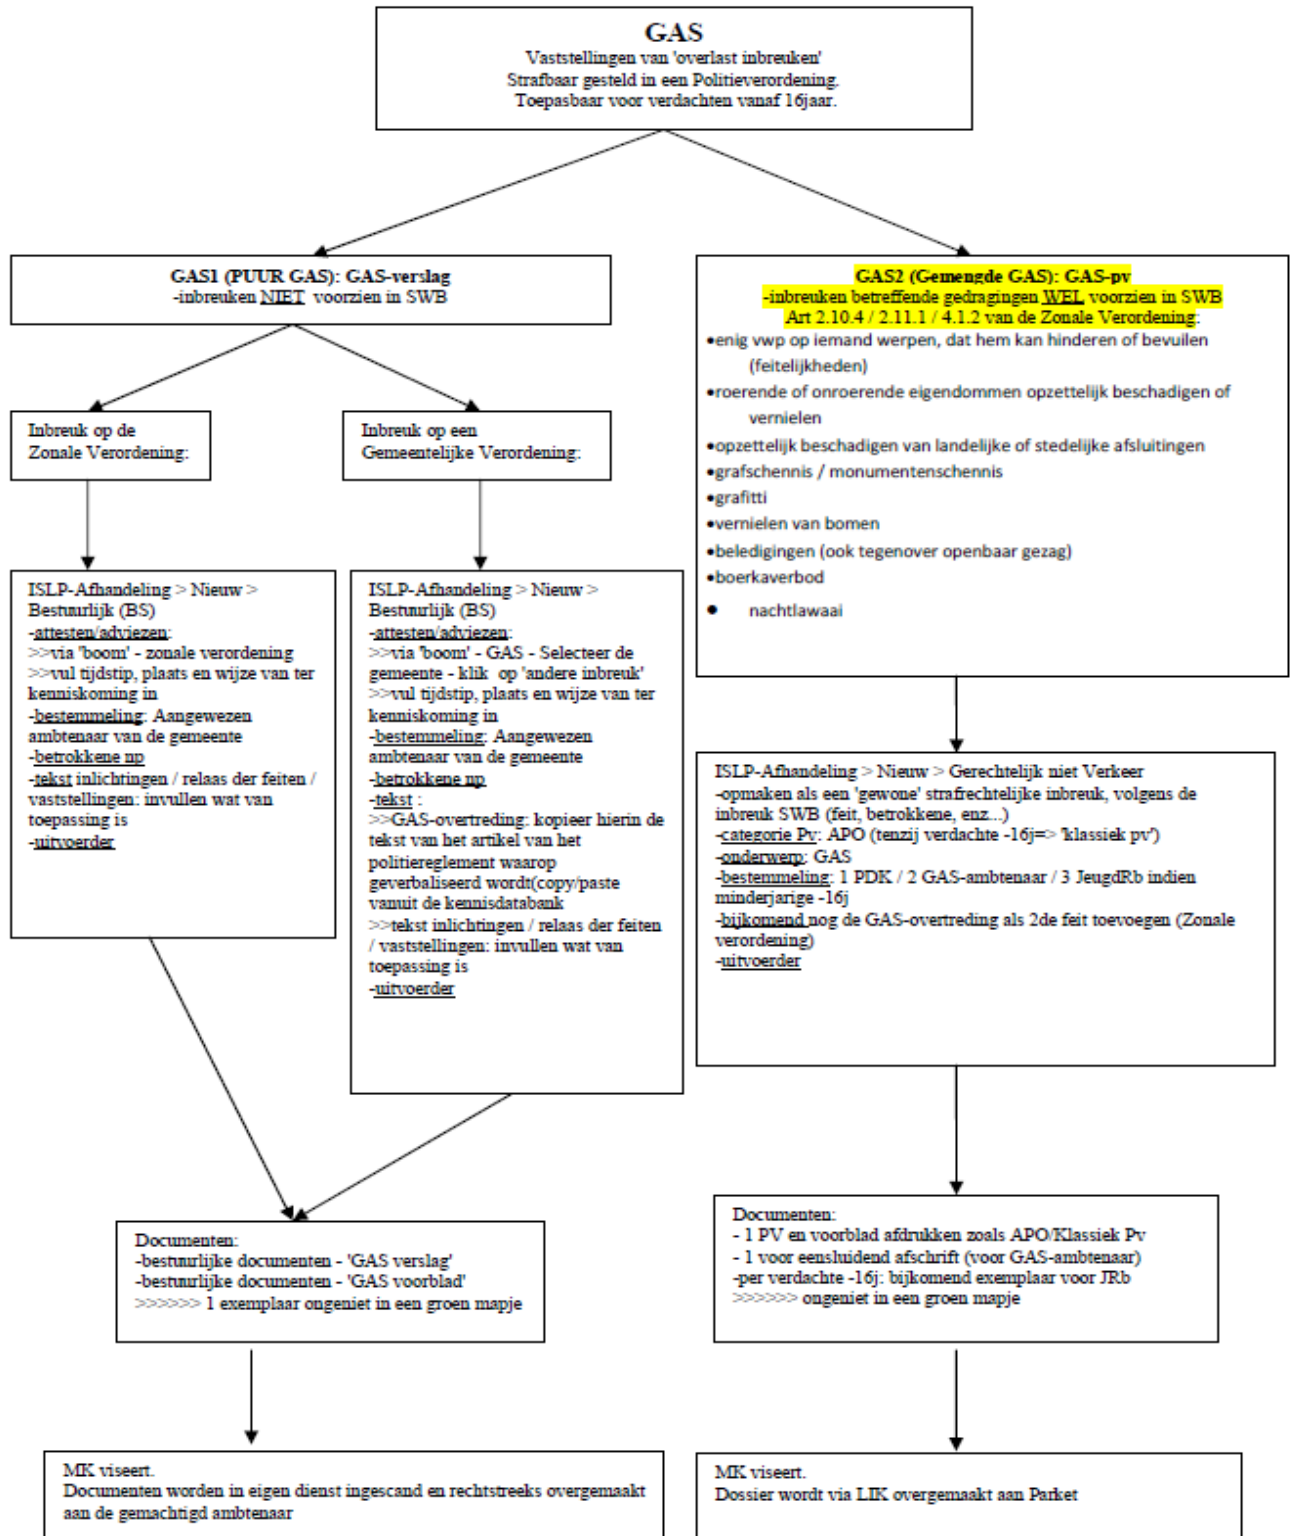 GAS
Vaststellingen van 'overlast inbreuken'
Strafbaar gesteld in een Politieverordening.
Toepasbaar voor verdachten vanaf 16jaar.
GAS1 (PUUR GAS): GAS-verslag
-inbreuken NIET voorzien in SWB
GAS2 (Gemengde GAS): GAS-pv
-inbreuken betreffende gedragingen WEL voorzien in SWB
Art 2.10.4 / 2.11.1 / 4.1.2 van de Zonale Verordening:
•enig vwp op iemand werpen, dat hem kan hinderen of bevuilen
(feitelijkheden)
•roerende of onroerende eigendommen opzettelijk beschadigen of
vernielen
•opzettelijk beschadigen van landelijke of stedelijke afsluitingen
•grafschennis / monumentenschennis
•grafitti
•vernielen van bomen
•beledigingen (ook tegenover openbaar gezag)
•boerkaverbod
• nachtlawaai
Inbreuk op de
Zonale Verordening:
Inbreuk op een
Gemeentelijke Verordening:
ISLP-Afhandeling > Nieuw >
Bestuurlijk (BS)
-attesten/adviezen:
>>via 'boom' - zonale verordening
>>vul tijdstip, plaats en wijze van ter
kenniskoming in
-bestemmeling: Aangewezen
ambtenaar van de gemeente
-betrokkene np
-tekst inlichtingen / relaas der feiten /
vaststellingen: invullen wat van
toepassing is
-uitvoerder
ISLP-Afhandeling > Nieuw >
Bestuurlijk (BS)
-attesten/adviezen:
>>via 'boom' - GAS - Selecteer de
gemeente - klik op 'andere inbreuk'
>>vul tijdstip, plaats en wijze van ter
kenniskoming in
-bestemmeling: Aangewezen
ambtenaar van de gemeente
-betrokkene np
-tekst :
>>GAS-overtreding: kopieer hierin de
tekst van het artikel van het
politiereglement waarop
geverbaliseerd wordt(copy/paste
vanuit de kennisdatabank
>>tekst inlichtingen / relaas der feiten
/ vaststellingen: invullen wat van
toepassing is
-uitvoerder
ISLP-Afhandeling > Nieuw > Gerechtelijk niet Verkeer
-opmaken als een 'gewone' strafrechtelijke inbreuk, volgens de
inbreuk SWB (feit, betrokkene, enz...)
-categorie Pv: APO (tenzij verdachte -16j=> 'klassiek pv')
-onderwerp: GAS
-bestemmeling: 1 PDK / 2 GAS-ambtenaar / 3 JeugdRb indien
minderjarige -16j
-bijkomend nog de GAS-overtreding als 2de feit toevoegen (Zonale
verordening)
-uitvoerder
Documenten:
-bestuurlijke documenten - 'GAS verslag'
-bestuurlijke documenten - 'GAS voorblad'
>>>>>> 1 exemplaar ongeniet in een groen mapje
Documenten:
- 1 PV en voorblad afdrukken zoals APO/Klassiek Pv
- 1 voor eensluidend afschrift (voor GAS-ambtenaar)
-per verdachte -16j: bijkomend exemplaar voor JRb
>>>>>> ongeniet in een groen mapje
MK viseert.
Documenten worden in eigen dienst ingescand en rechtstreeks overgemaakt
aan de gemachtigd ambtenaar
MK viseert.
Dossier wordt via LIK overgemaakt aan Parket